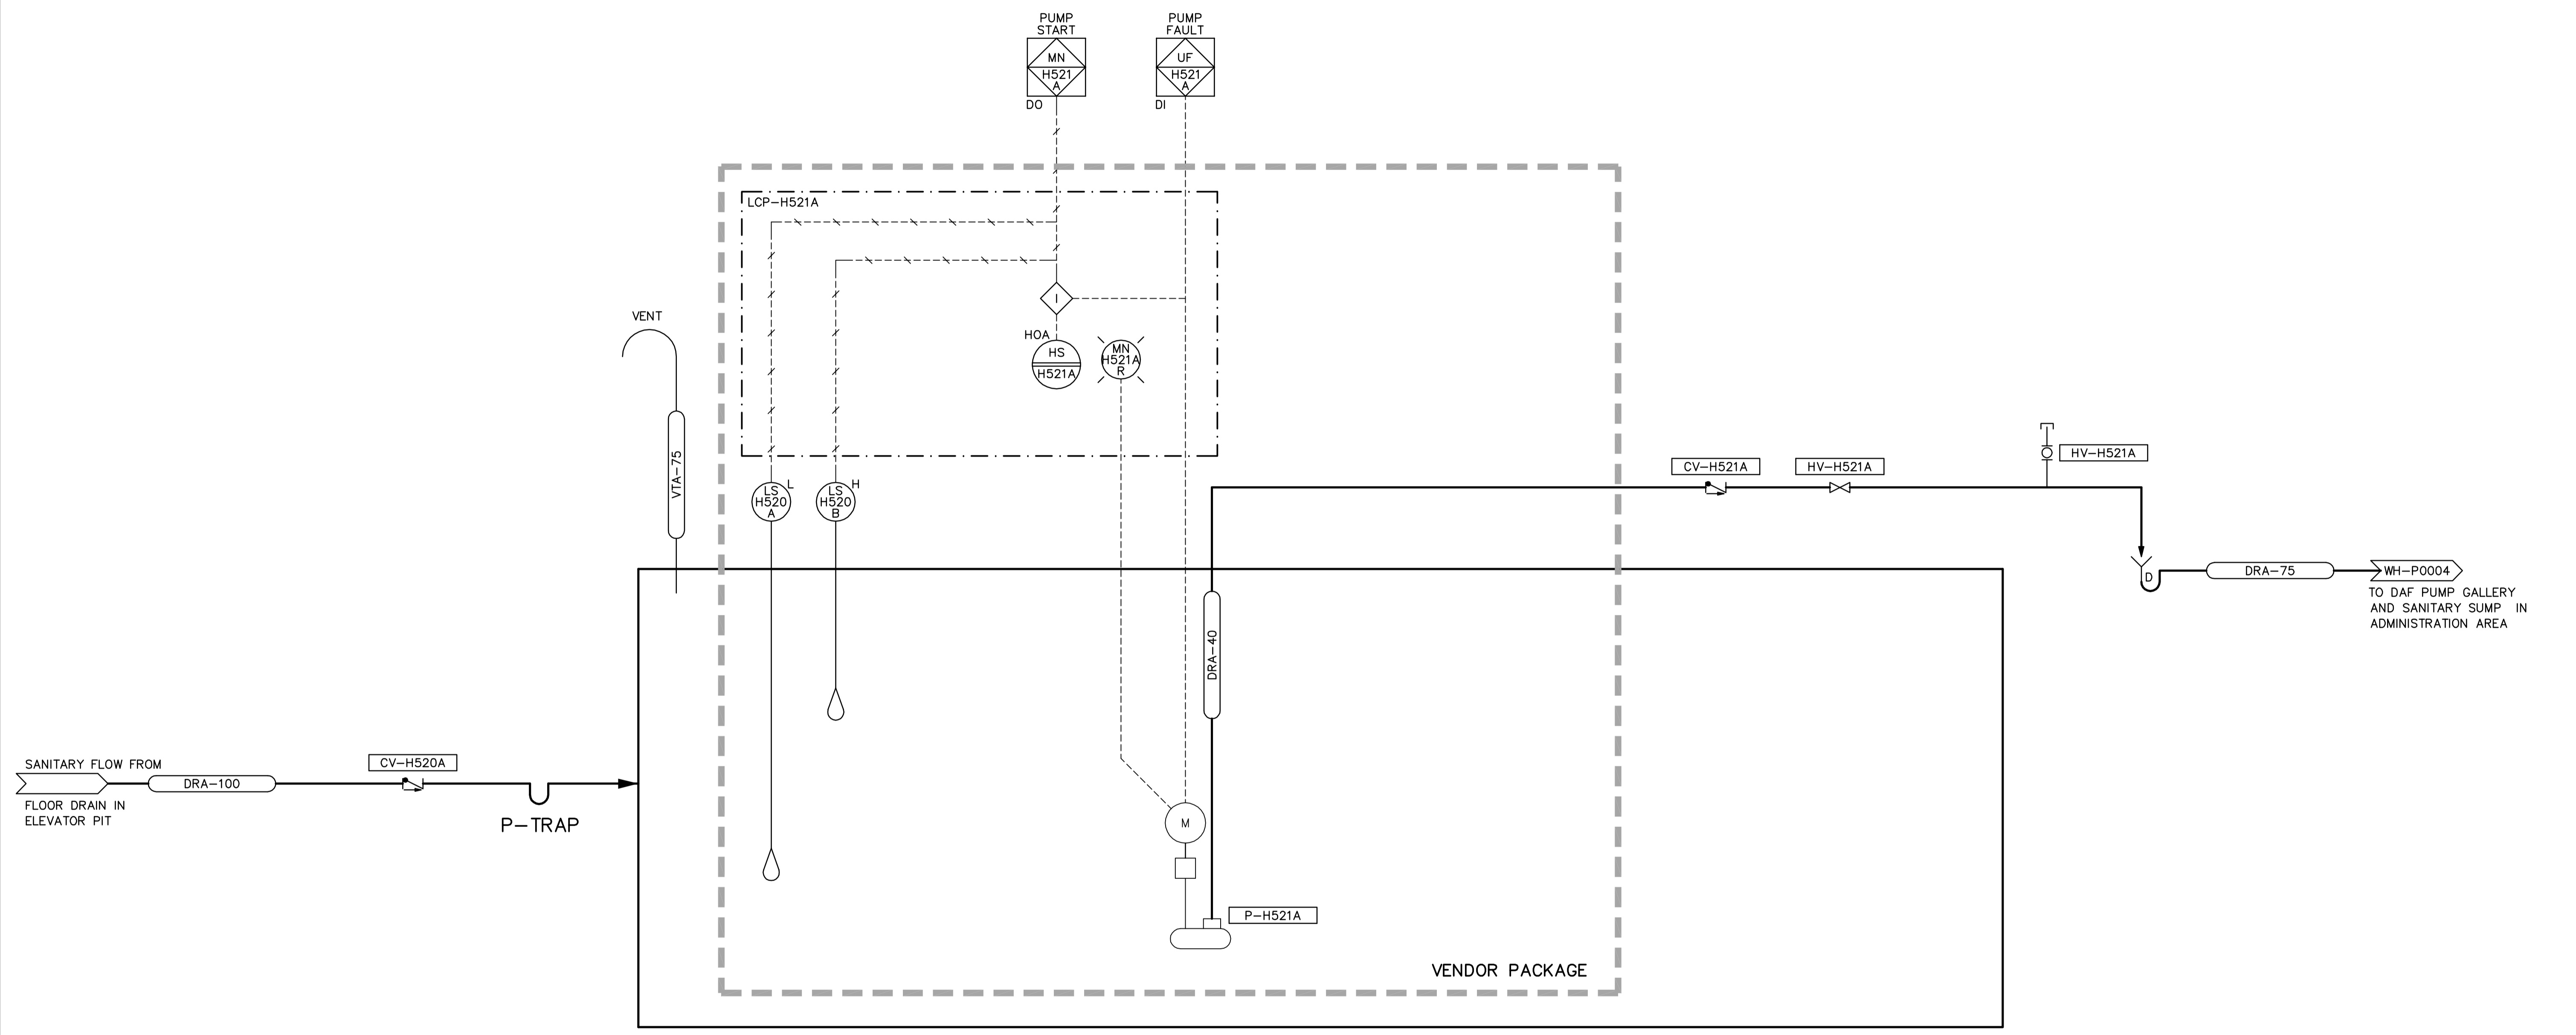 PUMP
START
MN
H521
A
DO
PUMP
FAULT
UF
H521
A
DI
LCP-H521A
I
HOA
HS
H521A
MN
H521A
R
VENT
VTA-75
LS
H520
A
L
LS
H520
B
H
CV-H521A
HV-H521A
HV-H521A
D
DRA-75
WH-P0004
TO DAF PUMP GALLERY
AND SANITARY SUMP IN
ADMINISTRATION AREA
DRA-40
SANITARY FLOW FROM
DRA-100
FLOOR DRAIN IN
ELEVATOR PIT
CV-H520A
P-TRAP
M
P-H521A
VENDOR PACKAGE